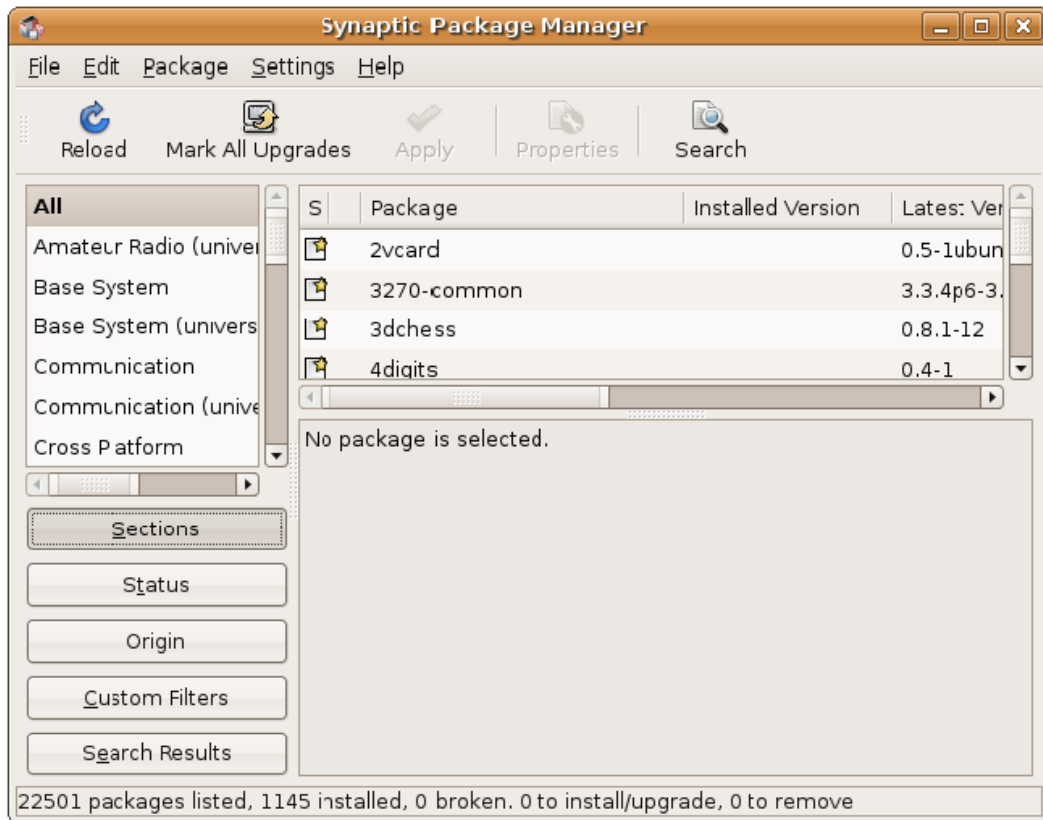 Synaptic Package Manager
File Edit Package Settings Help
Reload Mark All Upgrades Apply Properties Search
All
Amateur Radio (univer
Base System
Base System (univers
Communication
Communication (unive
Cross Platform
S Package Installed Version Latest Ver
2vcard 0.5-1ubun
3270-common 3.3.4p6-3.
3dchess 0.8.1-12
4digits 0.4-1
No package is selected.
Sections
Status
Origin
Custom Filters
Search Results
22501 packages listed, 1145 installed, 0 broken. 0 to install/upgrade, 0 to remove